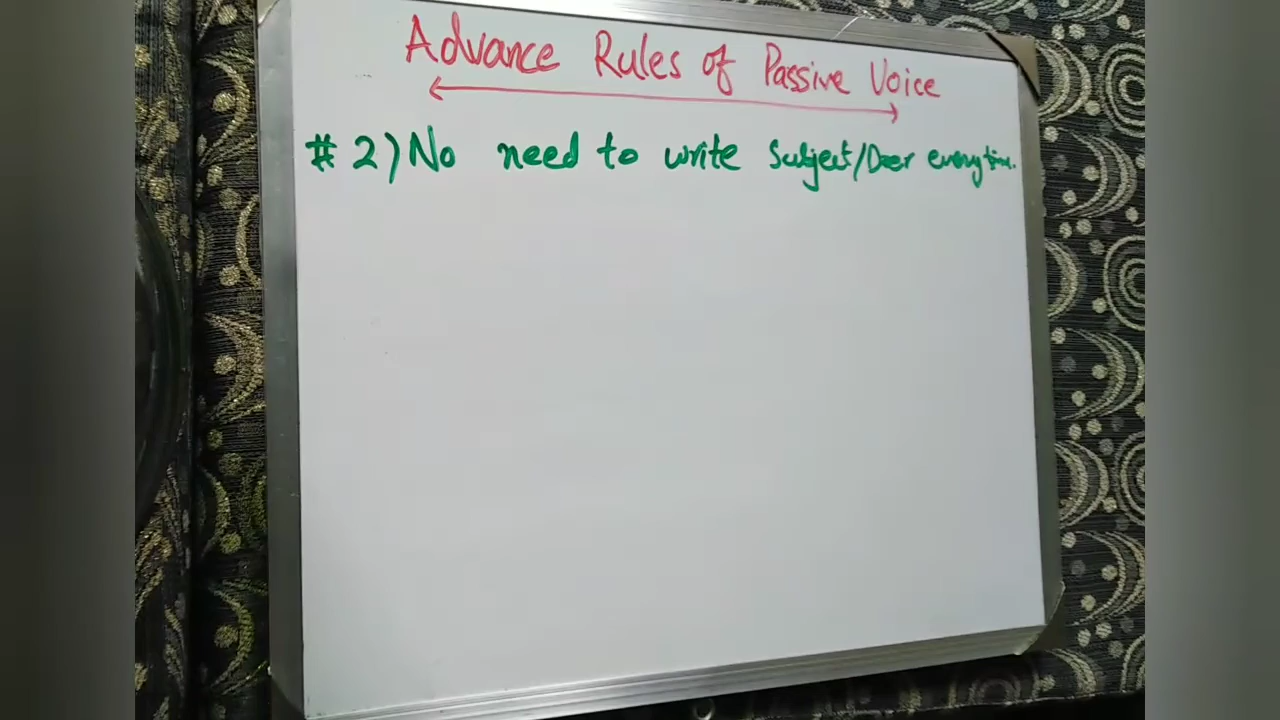 Advance Rules of Passive Voice
# 2) No need to write Subject/Doer everytime.